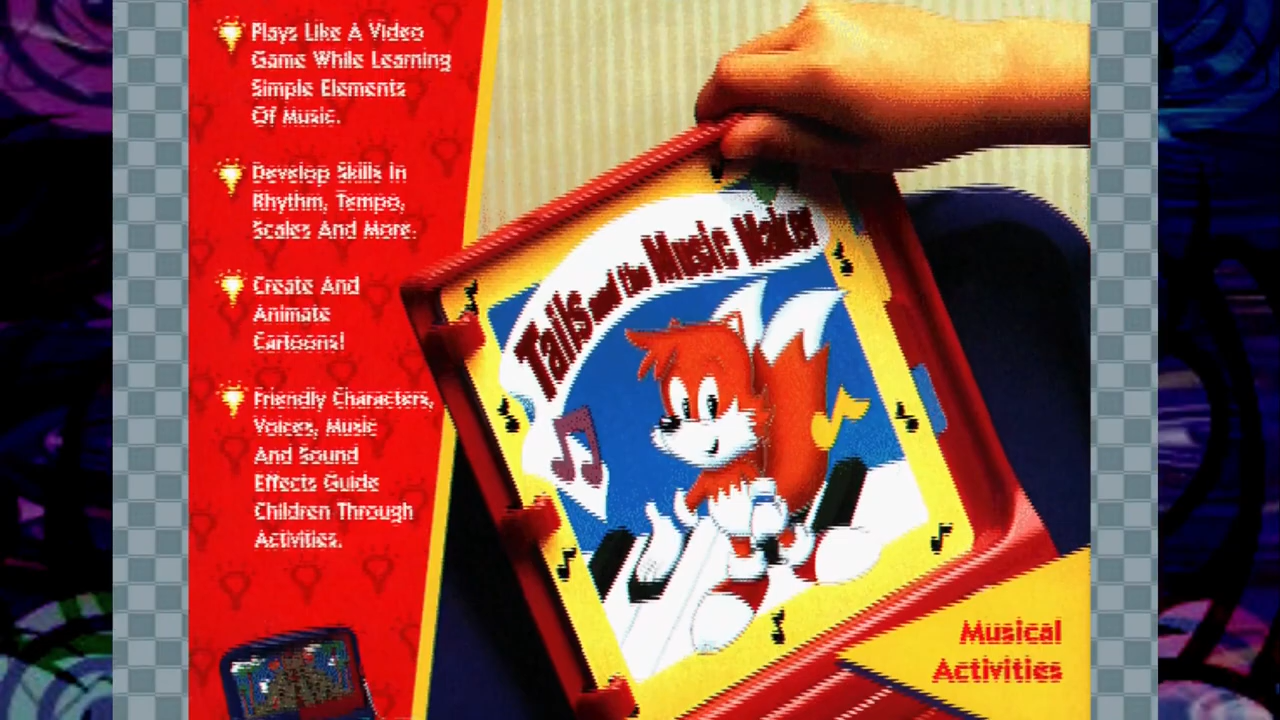 Plays Like A Video
Game While Learning
Simple Elements
Of Music.
Develop Skills In
Rhythm, Tempo,
Scales And More.
Create And
Animate
Cartoons!
Friendly Characters,
Voices, Music
And Sound
Effects Guide
Children Through
Activities.
Tails and the Music Maker
Musical
Activities